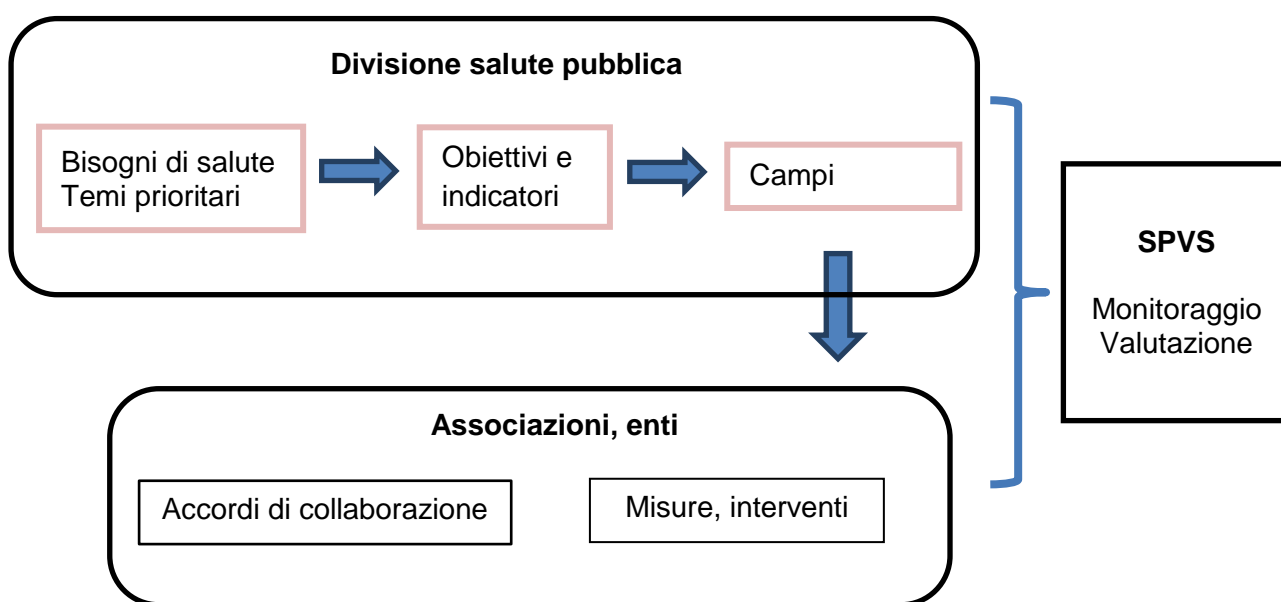 Divisione salute pubblica
Bisogni di salute
Temi prioritari
Obiettivi e
indicatori
Campi
SPVS
Monitoraggio
Valutazione
Associazioni, enti
Accordi di collaborazione
Misure, interventi